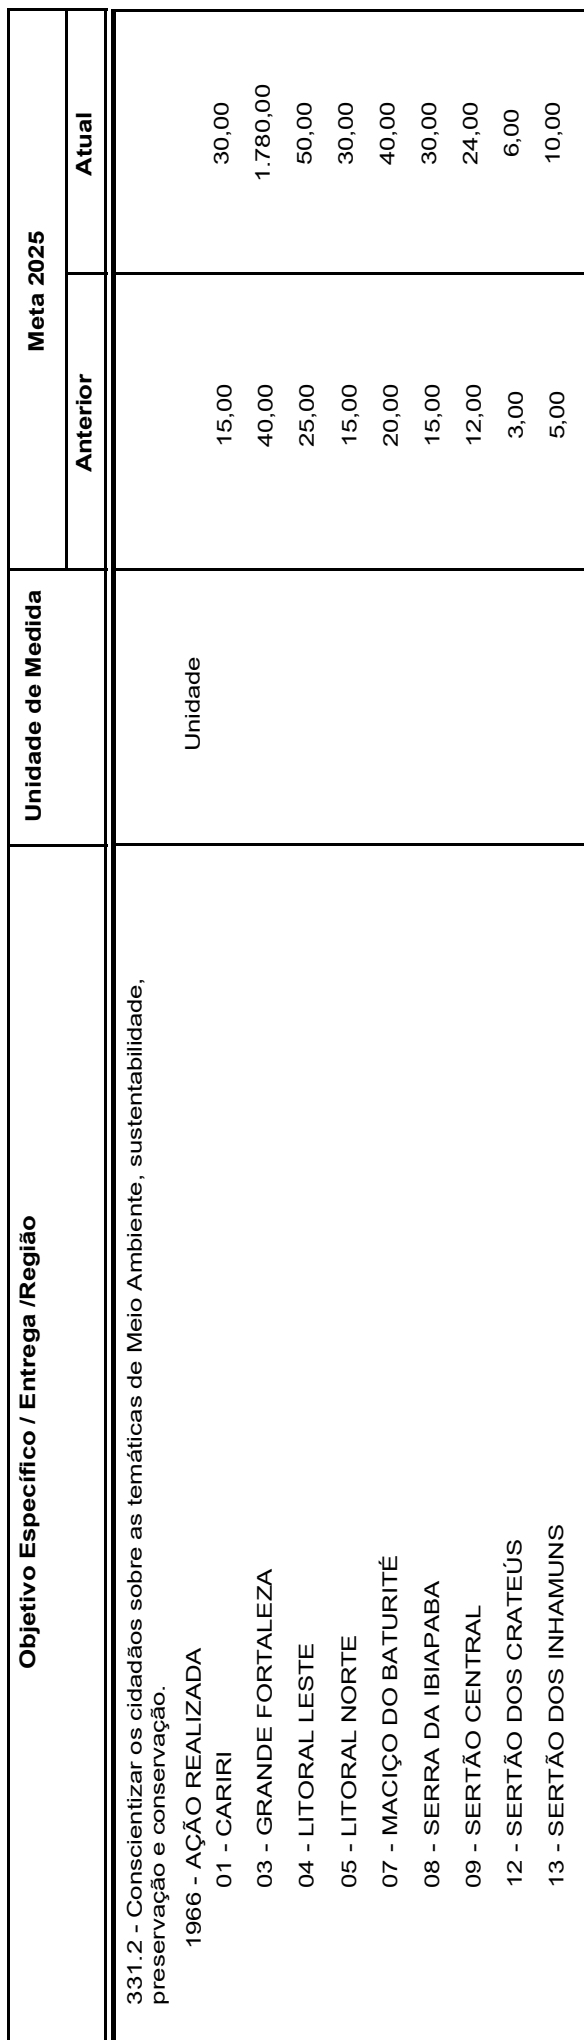 Objetivo Específico / Entrega /Região Unidade de Medida Meta 2025
Anterior Atual
331.2 - Conscientizar os cidadãos sobre as temáticas de Meio Ambiente, sustentabilidade,
preservação e conservação.
1966 - AÇÃO REALIZADA Unidade
01 - CARIRI 15,00 30,00
03 - GRANDE FORTALEZA 40,00 1.780,00
04 - LITORAL LESTE 25,00 50,00
05 - LITORAL NORTE 15,00 30,00
07 - MACIÇO DO BATURITÉ 20,00 40,00
08 - SERRA DA IBIAPABA 15,00 30,00
09 - SERTÃO CENTRAL 12,00 24,00
12 - SERTÃO DOS CRATEÚS 3,00 6,00
13 - SERTÃO DOS INHAMUNS 5,00 10,00